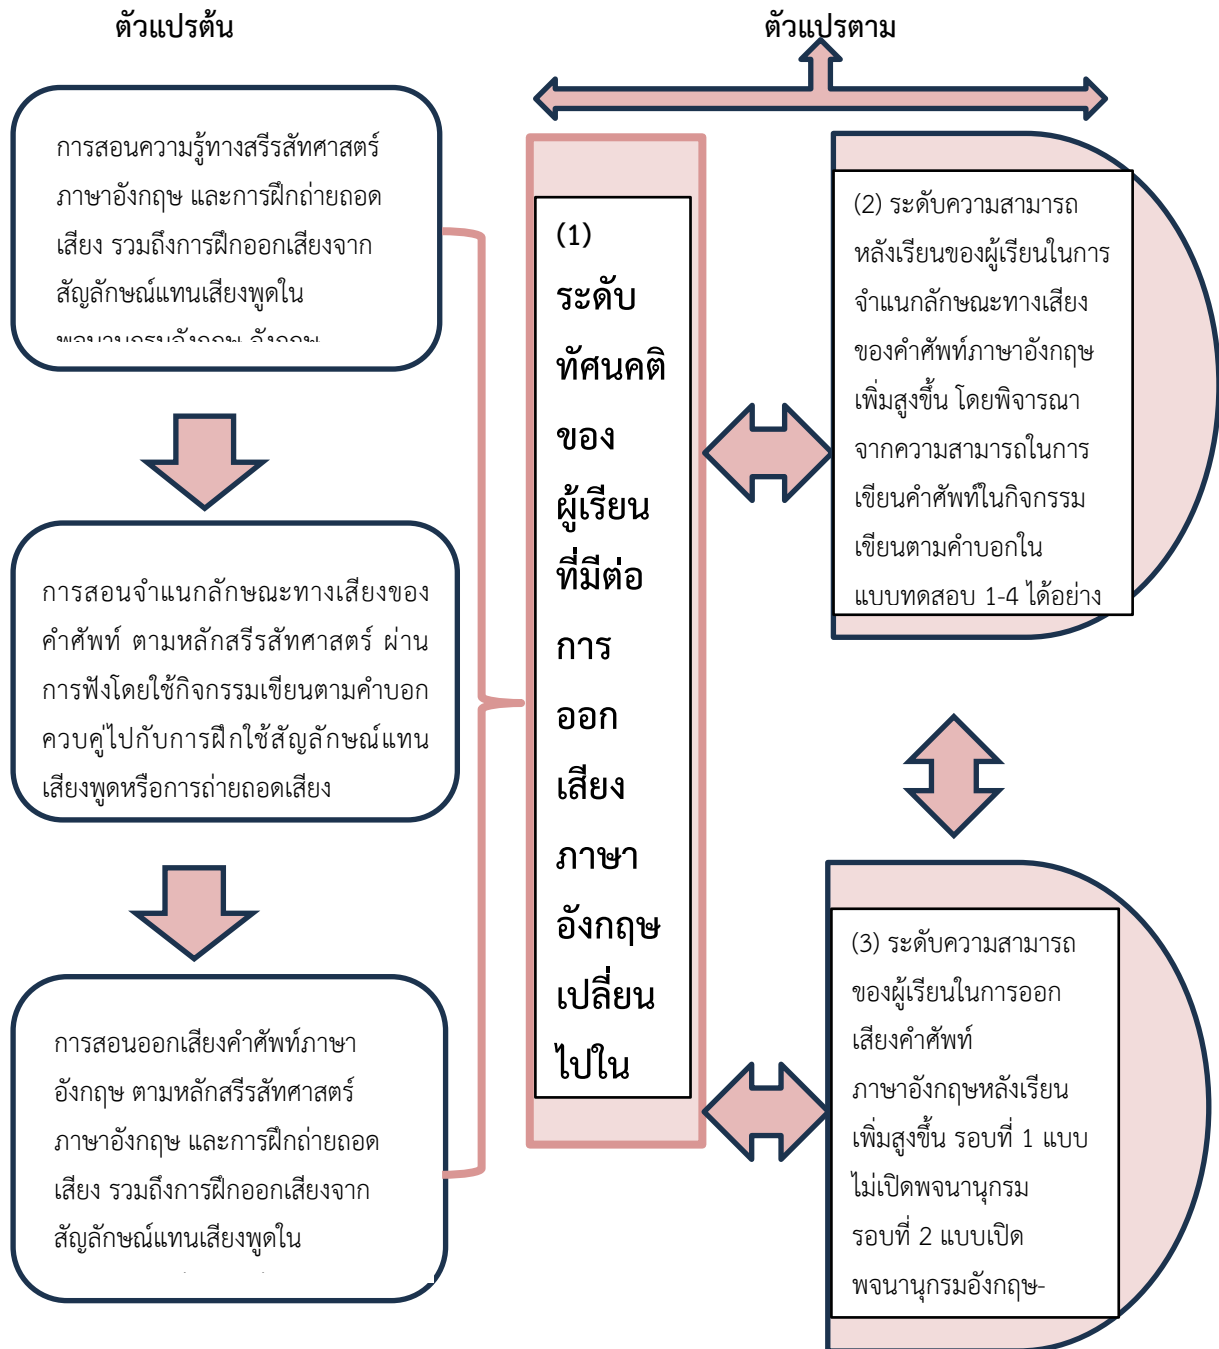 ตัวแปรต้น
ตัวแปรตาม
การสอนความรู้ทางสรีรสัทศาสตร์
ภาษาอังกฤษ และการฝึกถ่ายถอด
เสียง รวมถึงการฝึกออกเสียงจาก
สัญลักษณ์แทนเสียงพูดใน
พจนานุกรมอังกฤษ-อังกฤษ
การสอนจำแนกลักษณะทางเสียงของ
คำศัพท์ ตามหลักสรีรสัทศาสตร์ ผ่าน
การฟังโดยใช้กิจกรรมเขียนตามคำบอก
ควบคู่ไปกับการฝึกใช้สัญลักษณ์แทน
เสียงพูดหรือการถ่ายถอดเสียง
การสอนออกเสียงคำศัพท์ภาษา
อังกฤษ ตามหลักสรีรสัทศาสตร์
ภาษาอังกฤษ และการฝึกถ่ายถอด
เสียง รวมถึงการฝึกออกเสียงจาก
สัญลักษณ์แทนเสียงพูดใน
(1)
ระดับ
ทัศนคติ
ของ
ผู้เรียน
ที่มีต่อ
การ
ออก
เสียง
ภาษา
อังกฤษ
เปลี่ยน
ไปใน
(2) ระดับความสามารถ
หลังเรียนของผู้เรียนในการ
จำแนกลักษณะทางเสียง
ของคำศัพท์ภาษาอังกฤษ
เพิ่มสูงขึ้น โดยพิจารณา
จากความสามารถในการ
เขียนคำศัพท์ในกิจกรรม
เขียนตามคำบอกใน
แบบทดสอบ 1-4 ได้อย่าง
(3) ระดับความสามารถ
ของผู้เรียนในการออก
เสียงคำศัพท์
ภาษาอังกฤษหลังเรียน
เพิ่มสูงขึ้น รอบที่ 1 แบบ
ไม่เปิดพจนานุกรม
รอบที่ 2 แบบเปิด
พจนานุกรมอังกฤษ-